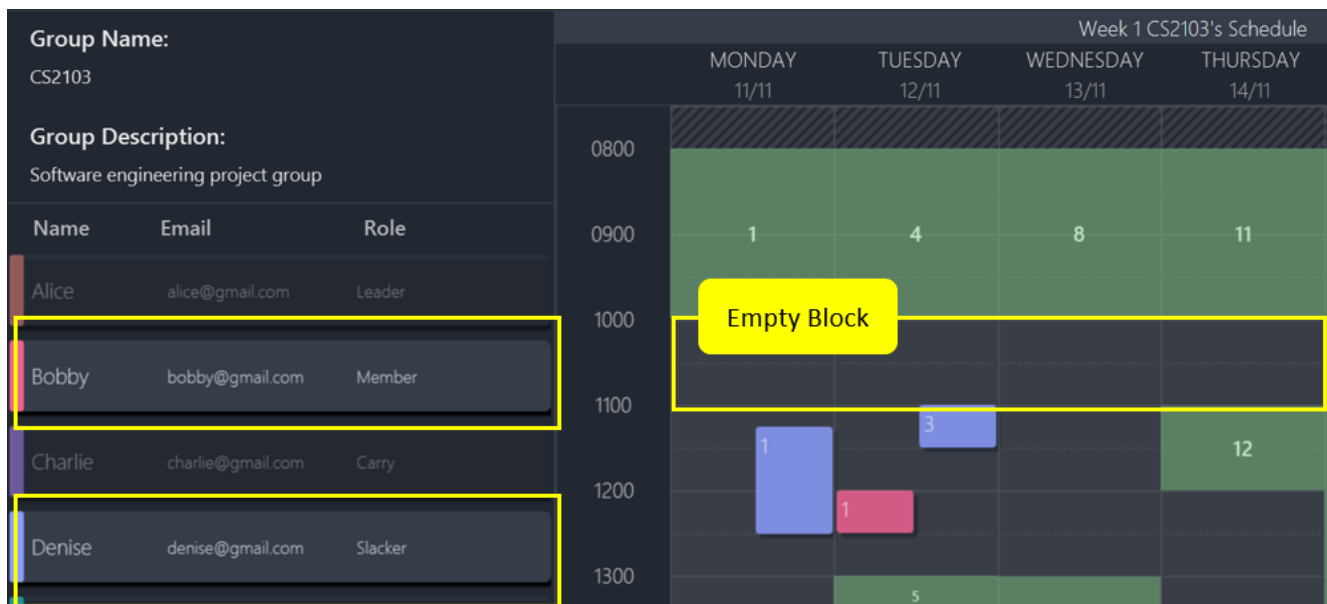 Group Name:
CS2103
Group Description:
Software engineering project group
Name Email Role
Alice alice@gmail.com Leader
Bobby bobby@gmail.com Member
Charlie charlie@gmail.com Carry
Denise denise@gmail.com Slacker
Week 1 CS2103's Schedule
MONDAY TUESDAY WEDNESDAY THURSDAY
11/11 12/11 13/11 14/11
0800
0900 1 4 8 11
1000 Empty Block
1100
3
1 12
1200
1
1300
5